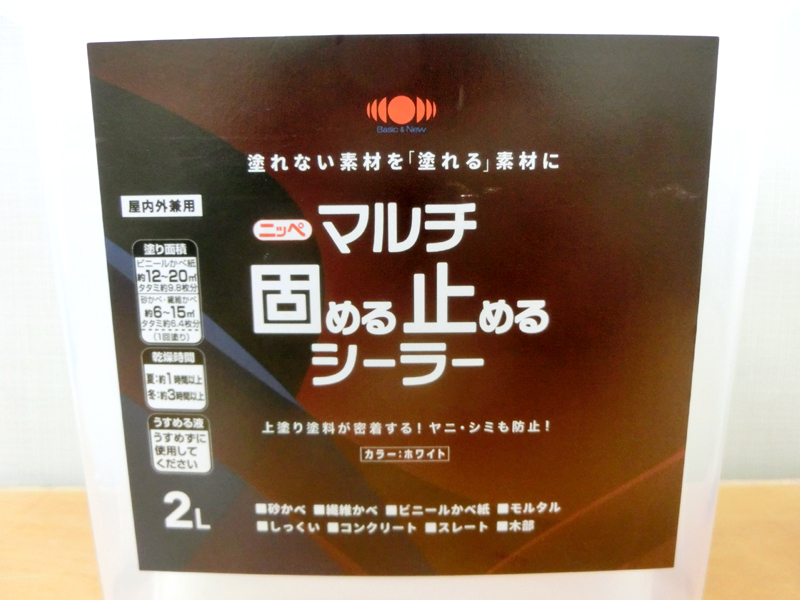 Basic & New
塗れない素材を「塗れる」素材に
屋内外兼用
ニッペ マルチ
固める止める
シーラー
塗り面積
ビニールかべ紙
約12~20㎡
タタミ約9.8枚分
砂かべ・繊維かべ
約6~15㎡
タタミ約6.4枚分
(1回塗り)
乾燥時間
夏:約1時間以上
冬:約3時間以上
うすめる液
うすめずに
使用して
ください
上塗り塗料が密着する!ヤニ・シミも防止!
カラー:ホワイト
2L
■砂かべ ■繊維かべ ■ビニールかべ紙 ■モルタル
■しっくい ■コンクリート ■スレート ■木部